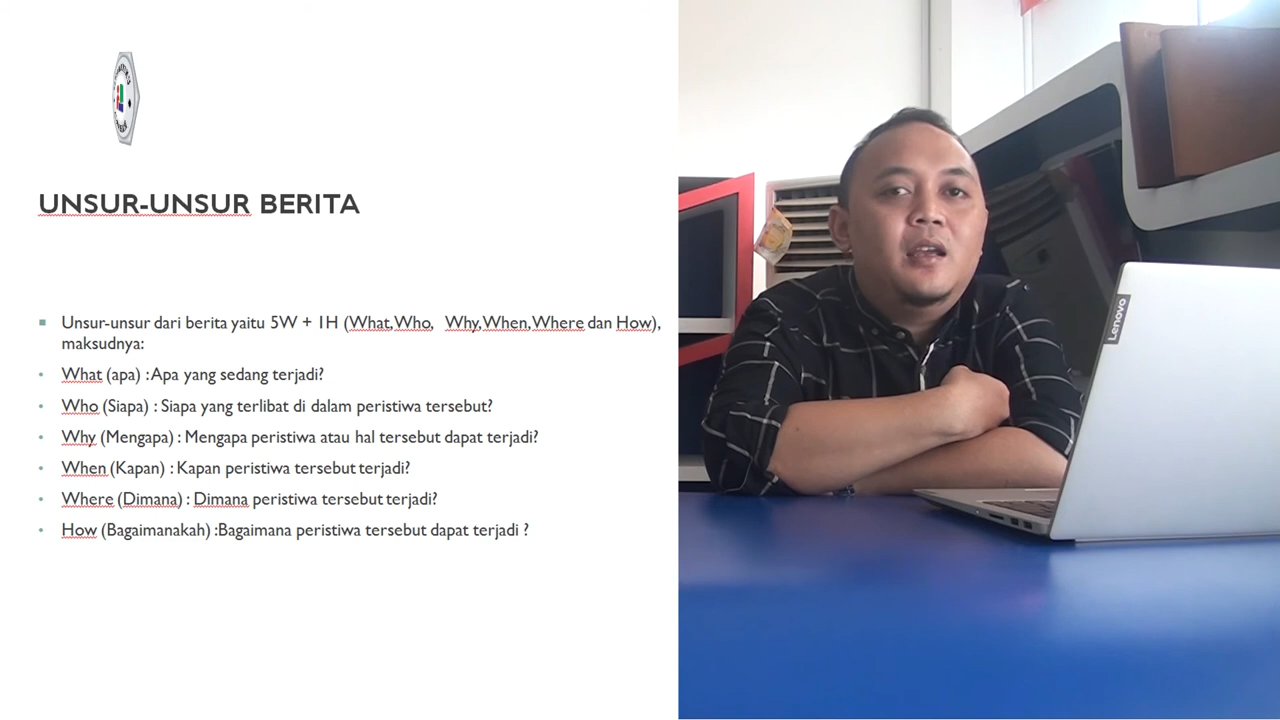 UNSUR-UNSUR BERITA
Unsur-unsur dari berita yaitu 5W + 1H (What,Who, Why,When,Where dan How),
maksudnya:
What (apa) :Apa yang sedang terjadi?
Who (Siapa) : Siapa yang terlibat di dalam peristiwa tersebut?
Why (Mengapa) : Mengapa peristiwa atau hal tersebut dapat terjadi?
When (Kapan) : Kapan peristiwa tersebut terjadi?
Where (Dimana) : Dimana peristiwa tersebut terjadi?
How (Bagaimanakah) :Bagaimana peristiwa tersebut dapat terjadi ?
Lenovo